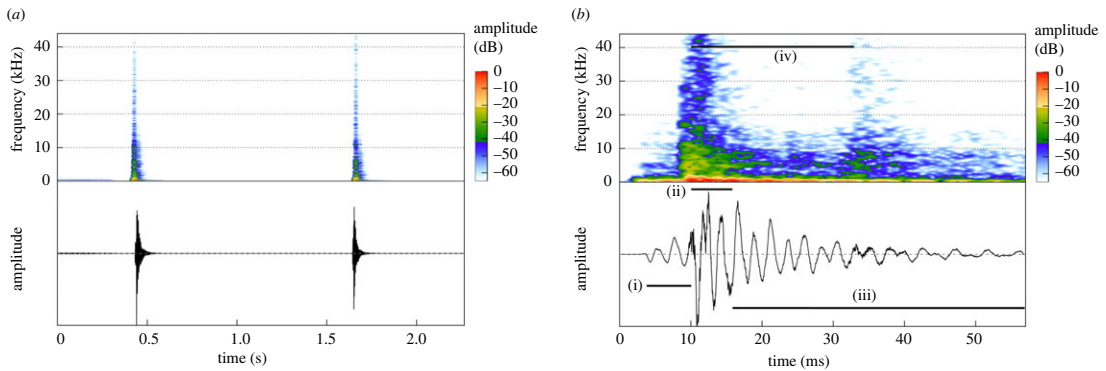 (a)
amplitude
(dB)
frequency (kHz)
40
30
20
10
0
0
–10
–20
–30
–40
–50
–60
amplitude
0
0.5
1.0
1.5
2.0
time (s)
(b)
amplitude
(dB)
frequency (kHz)
40
30
20
10
0
(iv)
0
–10
–20
–30
–40
–50
–60
(ii)
amplitude
(i)
(iii)
0
10
20
30
40
50
time (ms)